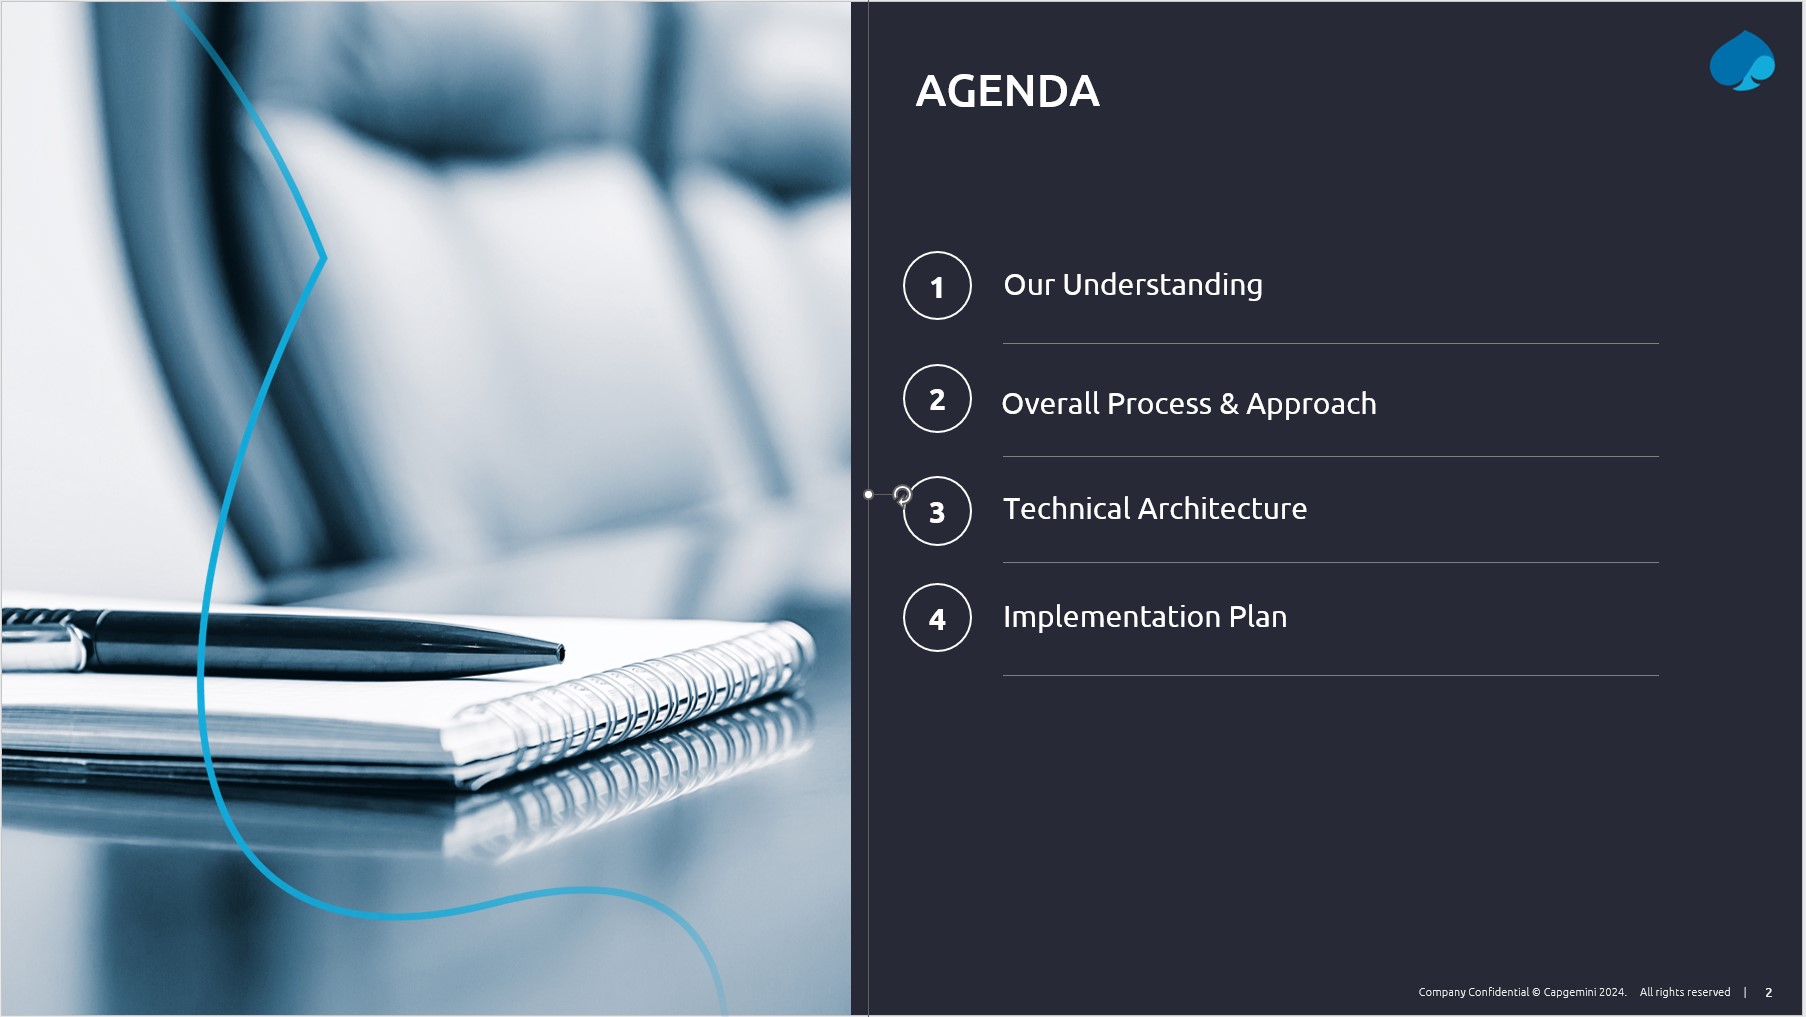 AGENDA
1 Our Understanding
2 Overall Process & Approach
3 Technical Architecture
4 Implementation Plan
Company Confidential © Capgemini 2024. All rights reserved | 2